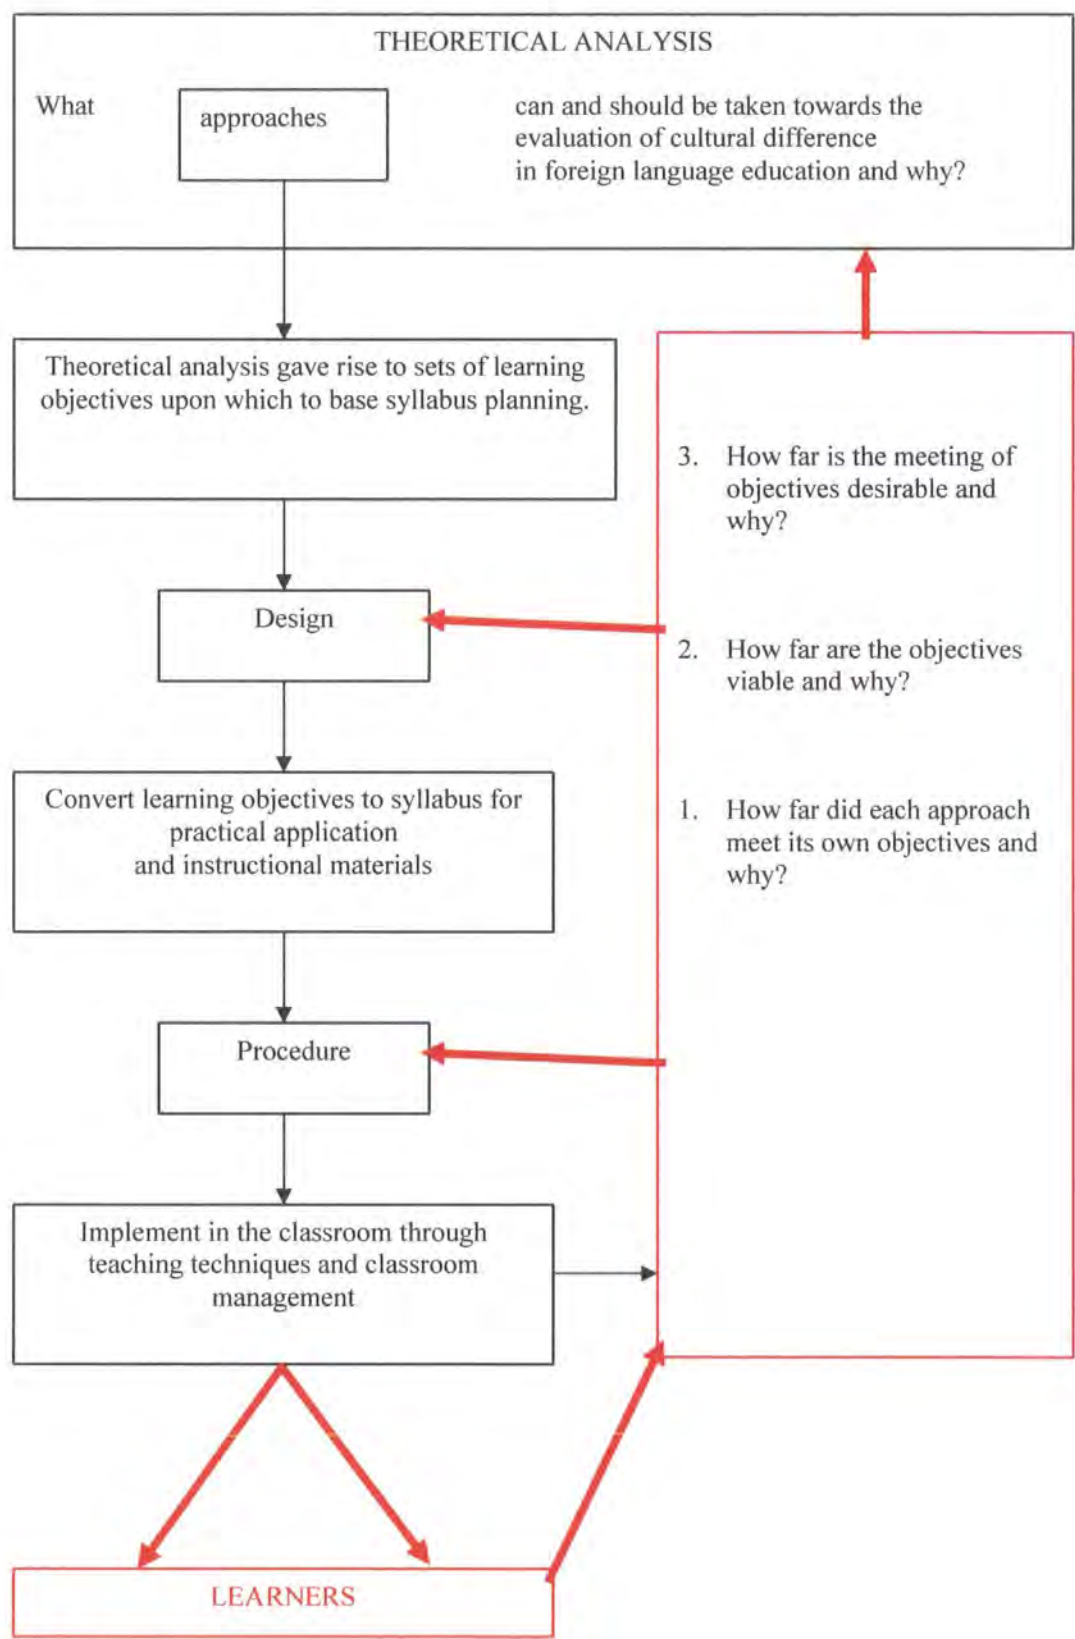 THEORETICAL ANALYSIS
What approaches can and should be taken towards the
evaluation of cultural difference
in foreign language education and why?
Theoretical analysis gave rise to sets of learning
objectives upon which to base syllabus planning.
3. How far is the meeting of
objectives desirable and
why?
Design
2. How far are the objectives
viable and why?
Convert learning objectives to syllabus for
practical application
and instructional materials
1. How far did each approach
meet its own objectives and
why?
Procedure
Implement in the classroom through
teaching techniques and classroom
management
LEARNERS